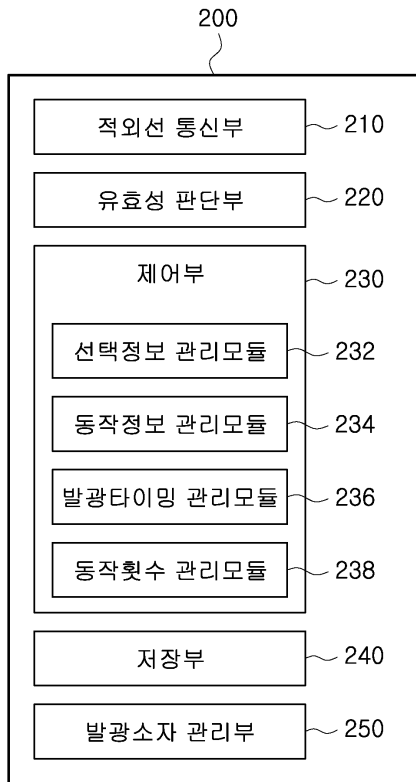 200
적외선 통신부 210
유효성 판단부 220
제어부 230
선택정보 관리모듈 232
동작정보 관리모듈 234
발광타이밍 관리모듈 236
동작횟수 관리모듈 238
저장부 240
발광소자 관리부 250